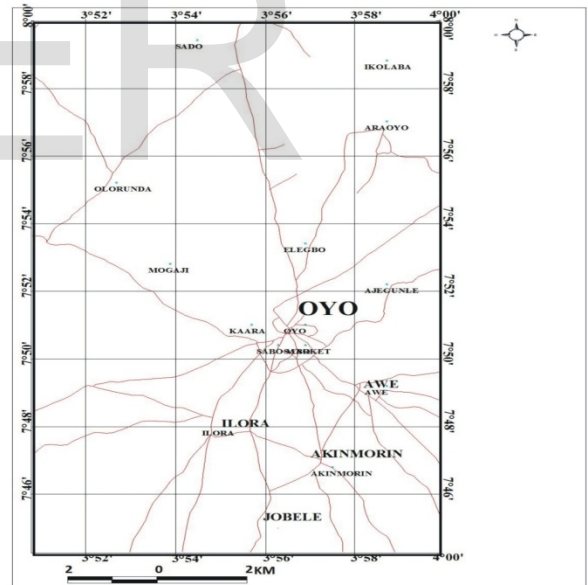 3°52' 3°54' 3°56' 3°58' 4°00'
8°00' 8°00'
SADO
IKOLABA
7°58' 7°58'
ARAOYO
7°56' 7°56'
OLORUNDA
7°54' 7°54'
ELEGBO
MOGAJI
7°52' 7°52'
AJEGUNLE
OYO
KAARA OYO
7°50' 7°50'
AWE
AWE
7°48' 7°48'
ILORA
ILORA
AKINMORIN
AKINMORIN
7°46' 7°46'
JOBELE
3°52' 3°54' 3°56' 3°58' 4°00'
2 0 2KM